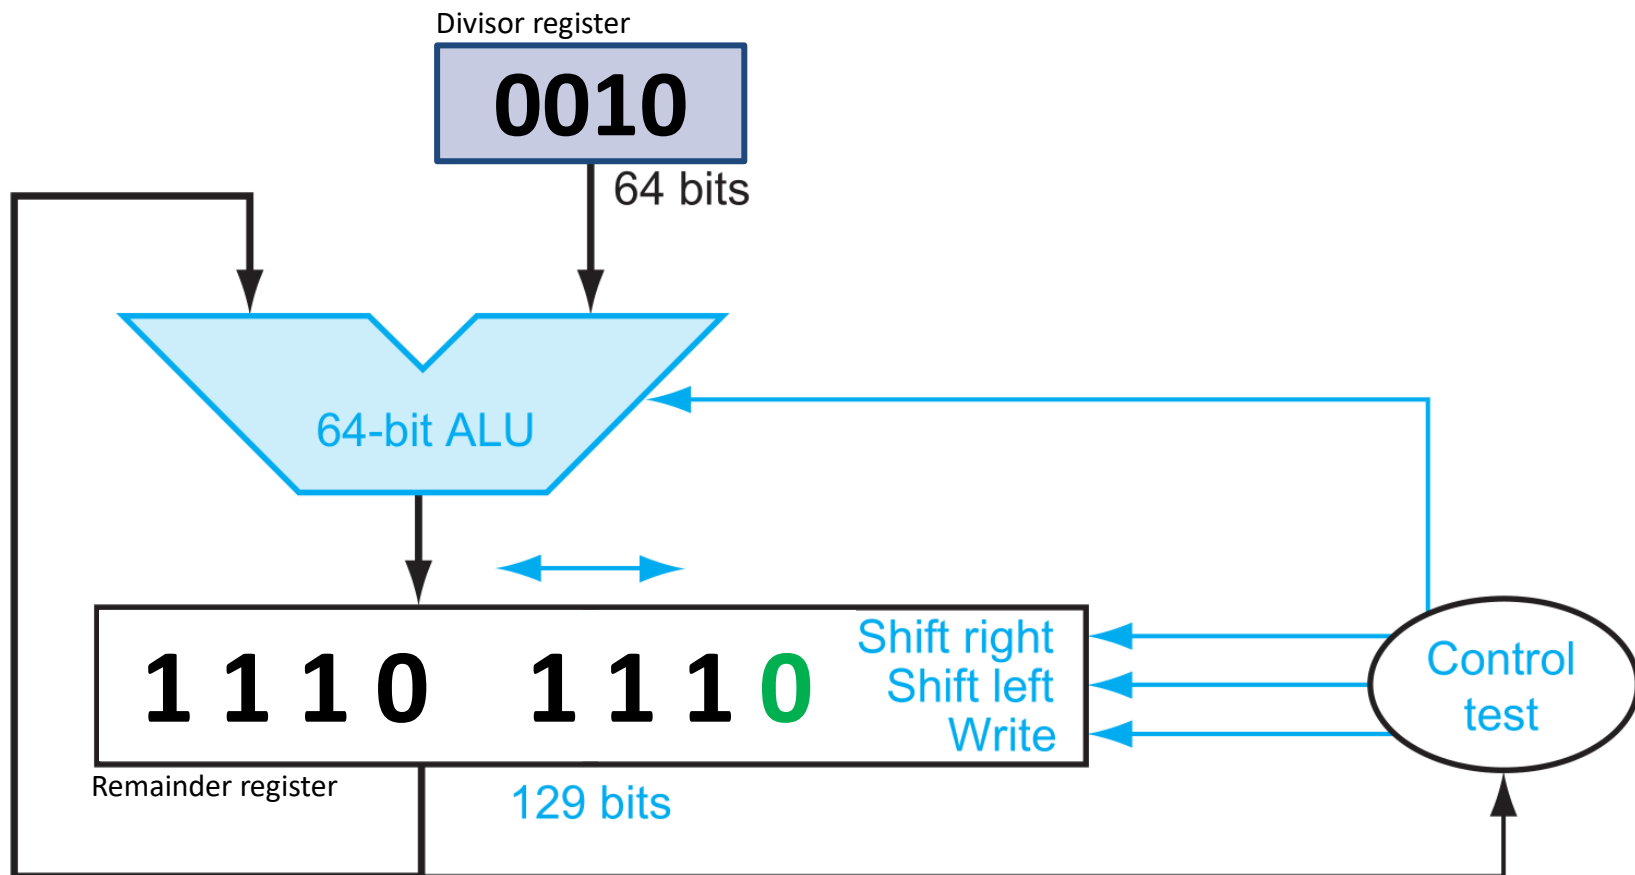 Divisor register
0010
64 bits
64-bit ALU
1 1 1 0 1 1 1 0
Shift right
Shift left
Write
Control
test
Remainder register
129 bits